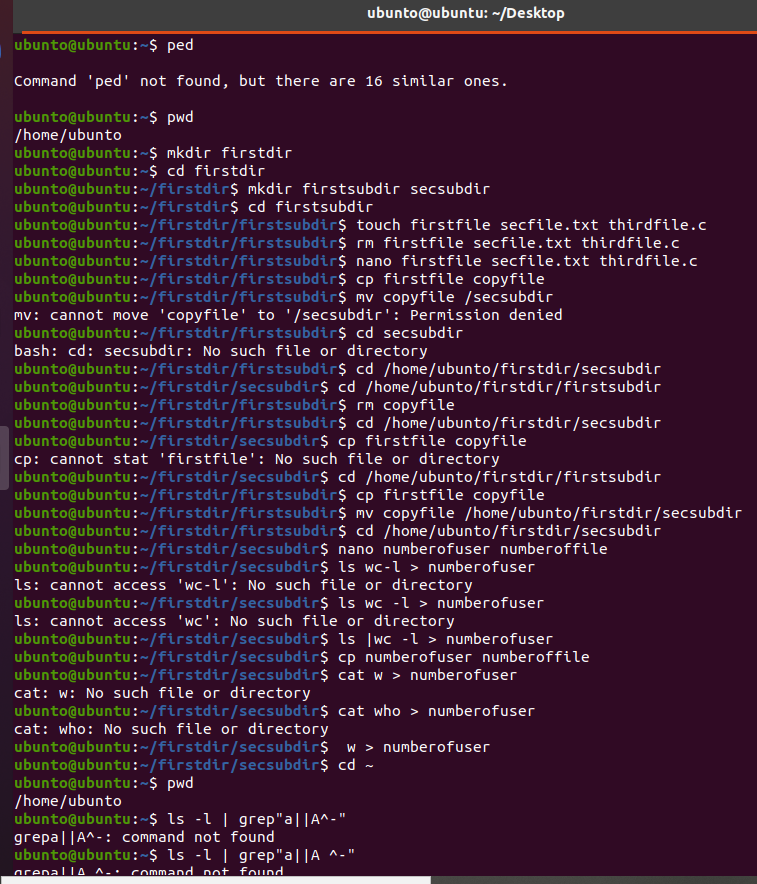 ubunto@ubuntu: ~/Desktop
ubunto@ubuntu:~$ ped
Command 'ped' not found, but there are 16 similar ones.
ubunto@ubuntu:~$ pwd
/home/ubunto
ubunto@ubuntu:~$ mkdir firstdir
ubunto@ubuntu:~$ cd firstdir
ubunto@ubuntu:~/firstdir$ mkdir firstsubdir secsubdir
ubunto@ubuntu:~/firstdir$ cd firstsubdir
ubunto@ubuntu:~/firstdir/firstsubdir$ touch firstfile secfile.txt thirdfile.c
ubunto@ubuntu:~/firstdir/firstsubdir$ rm firstfile secfile.txt thirdfile.c
ubunto@ubuntu:~/firstdir/firstsubdir$ nano firstfile secfile.txt thirdfile.c
ubunto@ubuntu:~/firstdir/firstsubdir$ cp firstfile copyfile
ubunto@ubuntu:~/firstdir/firstsubdir$ mv copyfile /secsubdir
mv: cannot move 'copyfile' to '/secsubdir': Permission denied
ubunto@ubuntu:~/firstdir/firstsubdir$ cd secsubdir
bash: cd: secsubdir: No such file or directory
ubunto@ubuntu:~/firstdir/firstsubdir$ cd /home/ubunto/firstdir/secsubdir
ubunto@ubuntu:~/firstdir/secsubdir$ cd /home/ubunto/firstdir/firstsubdir
ubunto@ubuntu:~/firstdir/firstsubdir$ rm copyfile
ubunto@ubuntu:~/firstdir/firstsubdir$ cd /home/ubunto/firstdir/secsubdir
ubunto@ubuntu:~/firstdir/secsubdir$ cp firstfile copyfile
cp: cannot stat 'firstfile': No such file or directory
ubunto@ubuntu:~/firstdir/secsubdir$ cd /home/ubunto/firstdir/firstsubdir
ubunto@ubuntu:~/firstdir/firstsubdir$ cp firstfile copyfile
ubunto@ubuntu:~/firstdir/firstsubdir$ mv copyfile /home/ubunto/firstdir/secsubdir
ubunto@ubuntu:~/firstdir/firstsubdir$ cd /home/ubunto/firstdir/secsubdir
ubunto@ubuntu:~/firstdir/secsubdir$ nano numberofuser numberoffile
ubunto@ubuntu:~/firstdir/secsubdir$ ls wc-l > numberofuser
ls: cannot access 'wc-l': No such file or directory
ubunto@ubuntu:~/firstdir/secsubdir$ ls wc -l > numberofuser
ls: cannot access 'wc': No such file or directory
ubunto@ubuntu:~/firstdir/secsubdir$ ls |wc -l > numberofuser
ubunto@ubuntu:~/firstdir/secsubdir$ cp numberofuser numberoffile
ubunto@ubuntu:~/firstdir/secsubdir$ cat w > numberofuser
cat: w: No such file or directory
ubunto@ubuntu:~/firstdir/secsubdir$ cat who > numberofuser
cat: who: No such file or directory
ubunto@ubuntu:~/firstdir/secsubdir$  w > numberofuser
ubunto@ubuntu:~/firstdir/secsubdir$ cd ~
ubunto@ubuntu:~$ pwd
/home/ubunto
ubunto@ubuntu:~$ ls -l | grep"a||A^-"
grepa||A^-: command not found
ubunto@ubuntu:~$ ls -l | grep"a||A ^-"
grepa||A ^-: command not found